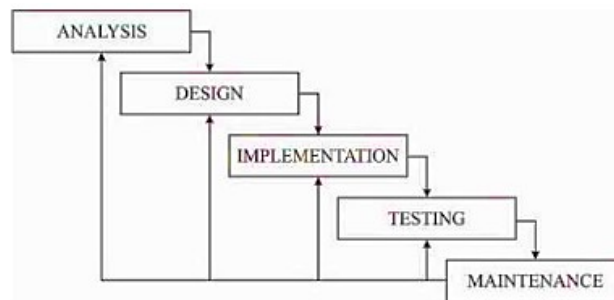 ANALYSIS
DESIGN
IMPLEMENTATION
TESTING
MAINTENANCE